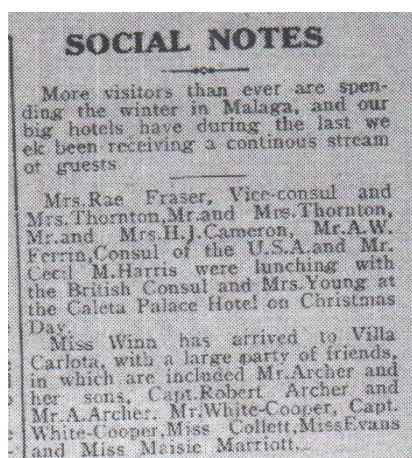 SOCIAL NOTES
More visitors than ever are spen-
ding the winter in Malaga, and our
big hotels have during the last we
ek been receiving a continous stream
of guests
Mrs.Rae Fraser, Vice-consul and
Mrs.Thornton,Mr.and Mrs.Thornton,
Mr.and Mrs.H.J.Cameron, Mr.A.W.
Ferrin,Consul of the U.S.A.and Mr.
Cecil M.Harris were lunching with
the British Consul and Mrs.Young at
the Caleta Palace Hotel on Christmas
Day.
Miss Winn has arrived to Villa
Carlota, with a large party of friends,
in which are included Mr.Archer and
her sons, Capt.Robert Archer and
Mr.A.Archer, Mr.White-Cooper, Capt.
White-Cooper,Miss Collett,MissEvans
and Miss Maisie Marriott,